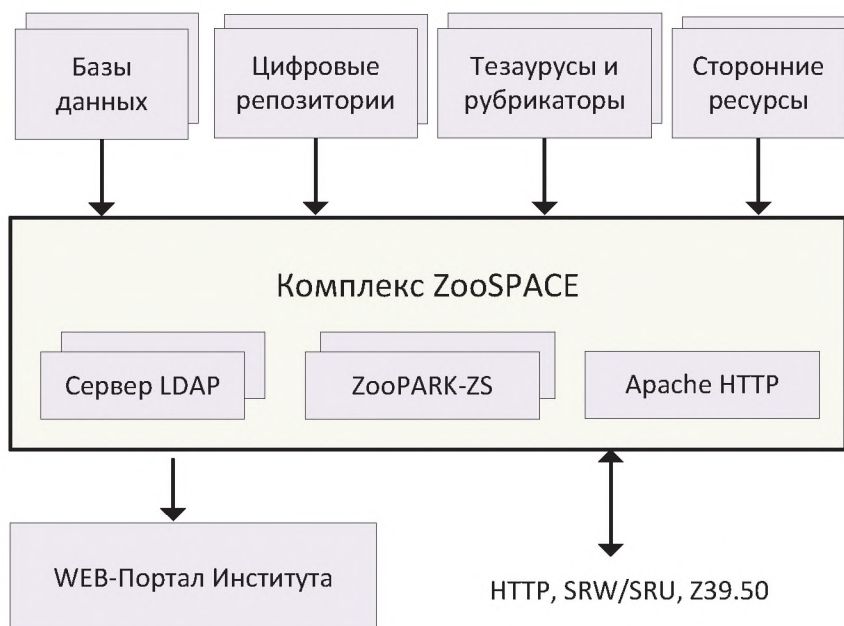 Базы
данных
Цифровые
репозитории
Тезаурусы и
рубрикаторы
Сторонние
ресурсы
Комплекс ZooSPACE
Сервер LDAP
ZooPARK-ZS
Apache HTTP
WEB-Портал Института
HTTP, SRW/SRU, Z39.50